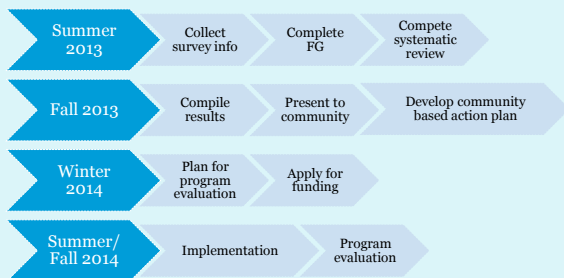 Summer
2013
Collect
survey info
Complete
FG
Compete
systematic
review
Fall 2013
Compile
results
Present to
community
Develop community
based action plan
Winter
2014
Plan for
program
evaluation
Apply for
funding
Summer/
Fall 2014
Implementation
Program
evaluation